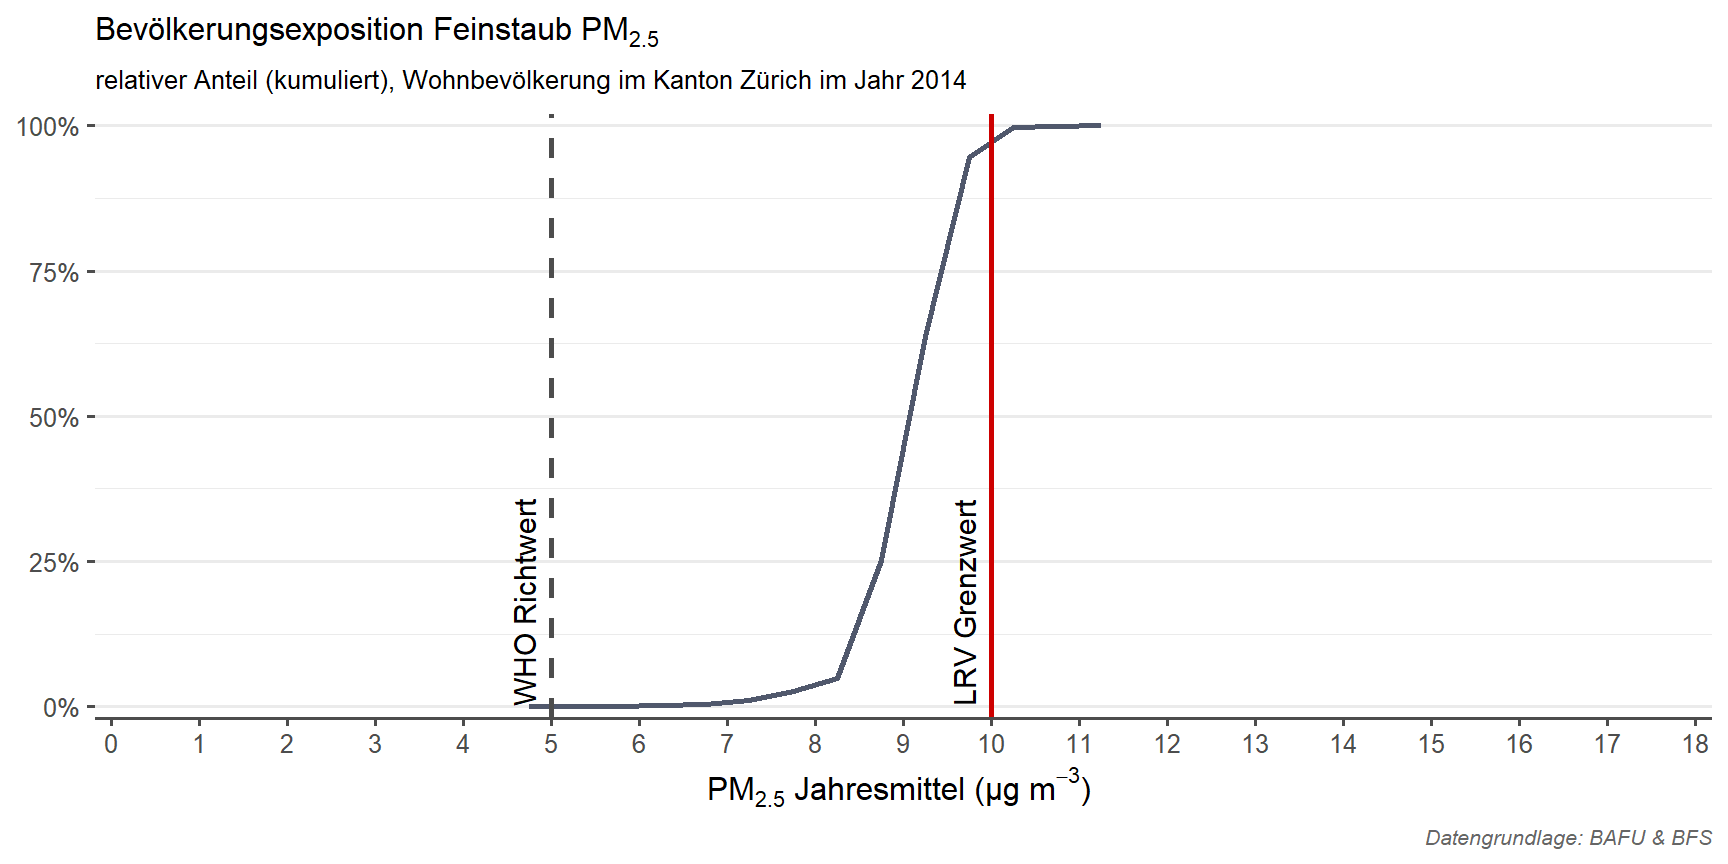 Bevölkerungsexposition Feinstaub PM2.5
relativer Anteil (kumuliert), Wohnbevölkerung im Kanton Zürich im Jahr 2014
100%
75%
50%
25%
0%
WHO Richtwert
LRV Grenzwert
0 1 2 3 4 5 6 7 8 9 10 11 12 13 14 15 16 17 18
PM2.5 Jahresmittel (µg m−3)
Datengrundlage: BAFU & BFS